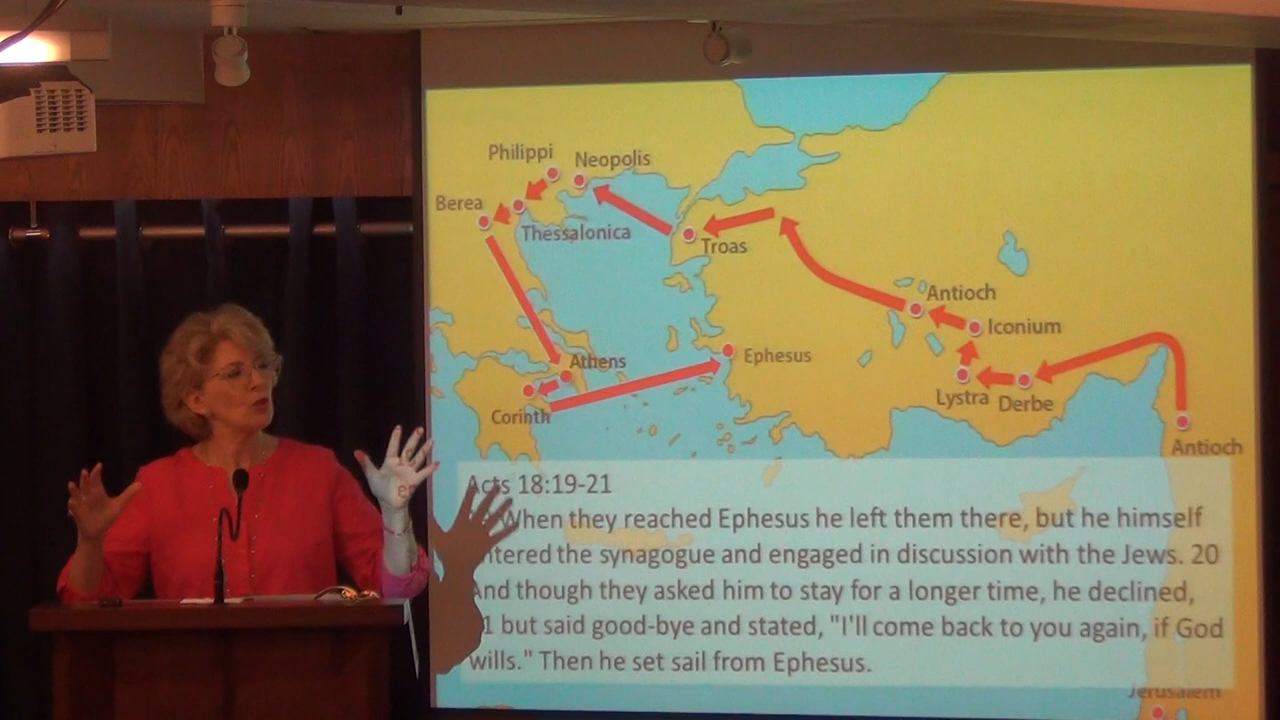 Philippi
Neopolis
Berea
Thessalonica
Troas
Antioch
Iconium
Athens
Ephesus
Lystra
Derbe
Corinth
Antioch
Acts 18:19-21
When they reached Ephesus he left them there, but he himself
ntered the synagogue and engaged in discussion with the Jews. 20
And though they asked him to stay for a longer time, he declined,
1 but said good-bye and stated, "I'll come back to you again, if God
wills." Then he set sail from Ephesus.
Jerusalem